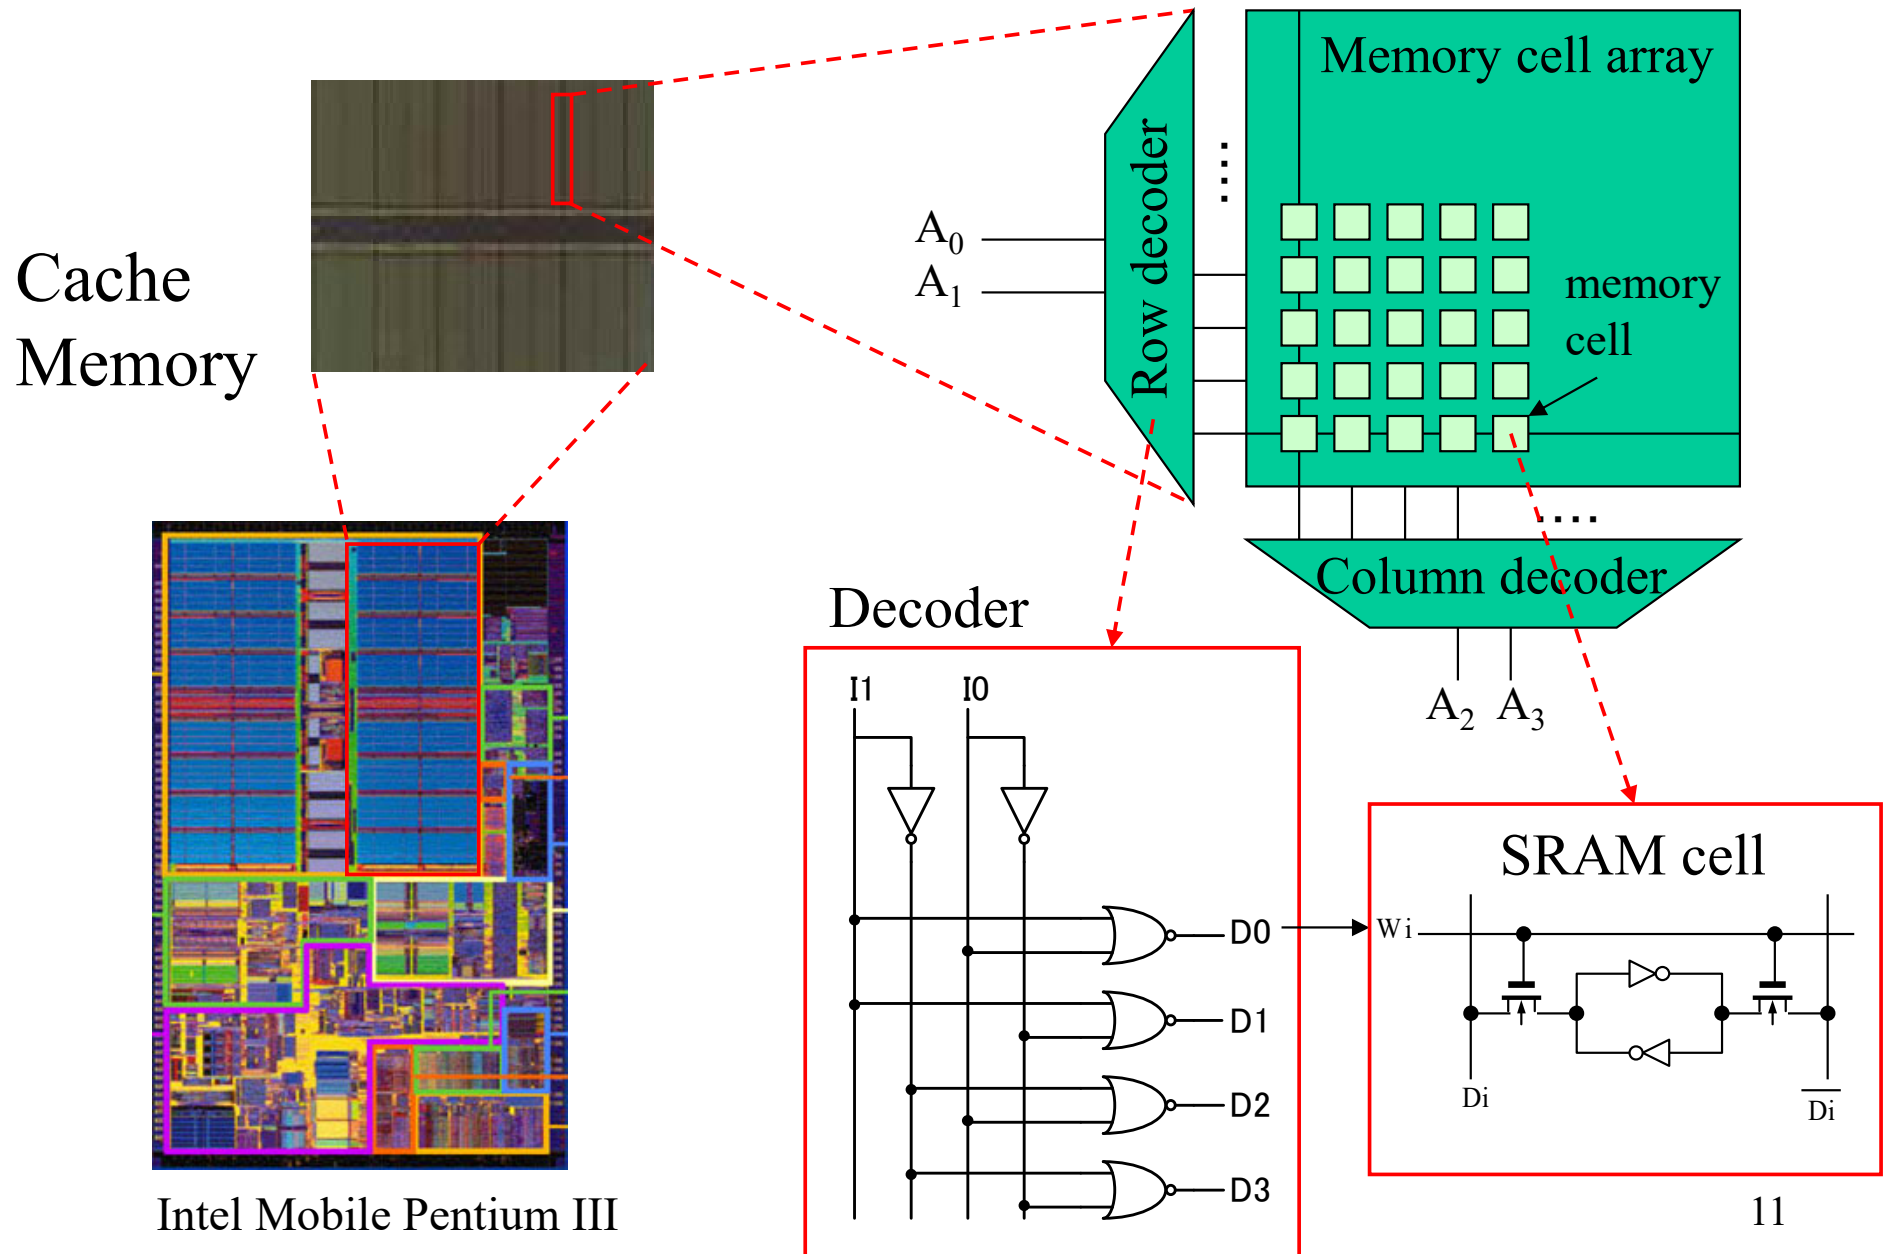 Cache
Memory
Memory cell array
Row decoder
A0
A1
memory
cell
Column decoder
A2 A3
Decoder
I1 I0
D0
D1
D2
D3
SRAM cell
Wi
Di
D̅i̅
Intel Mobile Pentium III
11